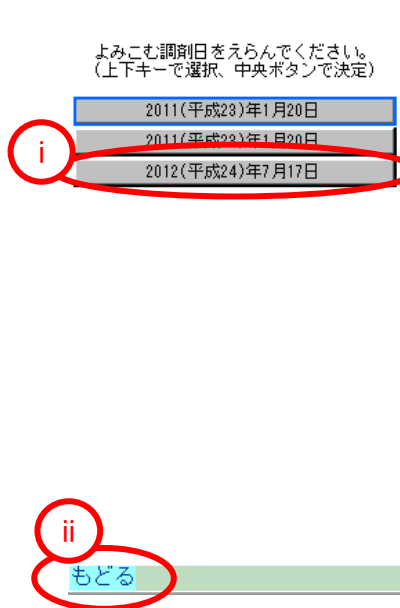 よみこむ調剤日をえらんでください。
(上下キーで選択、中央ボタンで決定)
2011(平成23)年1月20日
2011(平成23)年1月20日
i
2012(平成24)年7月17日
ii
もどる